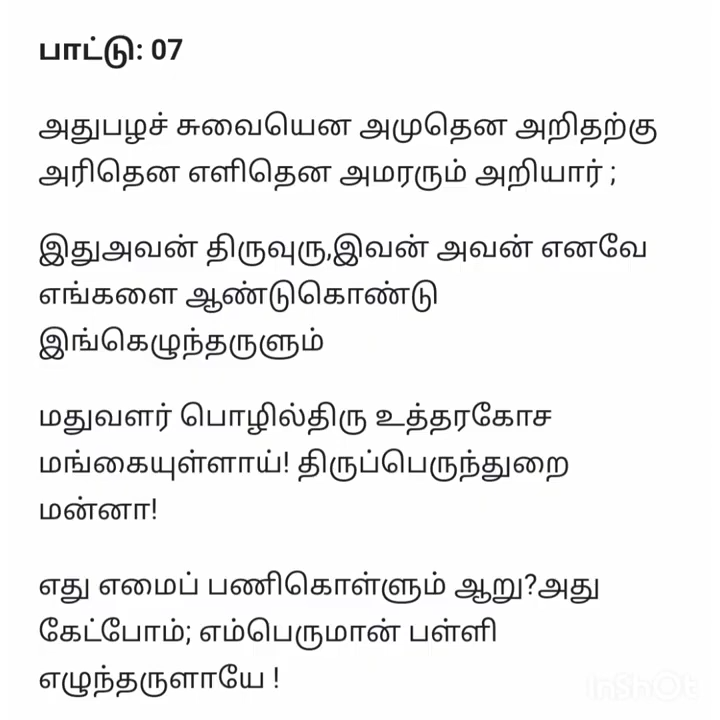 பாட்டு: 07
அதுபழச் சுவையென அமுதென அறிதற்கு
அரிதென எளிதென அமரரும் அறியார் ;
இதுஅவன் திருவுரு,இவன் அவன் எனவே
எங்களை ஆண்டுகொண்டு
இங்கெழுந்தருளும்
மதுவளர் பொழில்திரு உத்தரகோச
மங்கையுள்ளாய்! திருப்பெருந்துறை
மன்னா!
எது எமைப் பணிகொள்ளும் ஆறு?அது
கேட்போம்; எம்பெருமான் பள்ளி
எழுந்தருளாயே !
InShOt